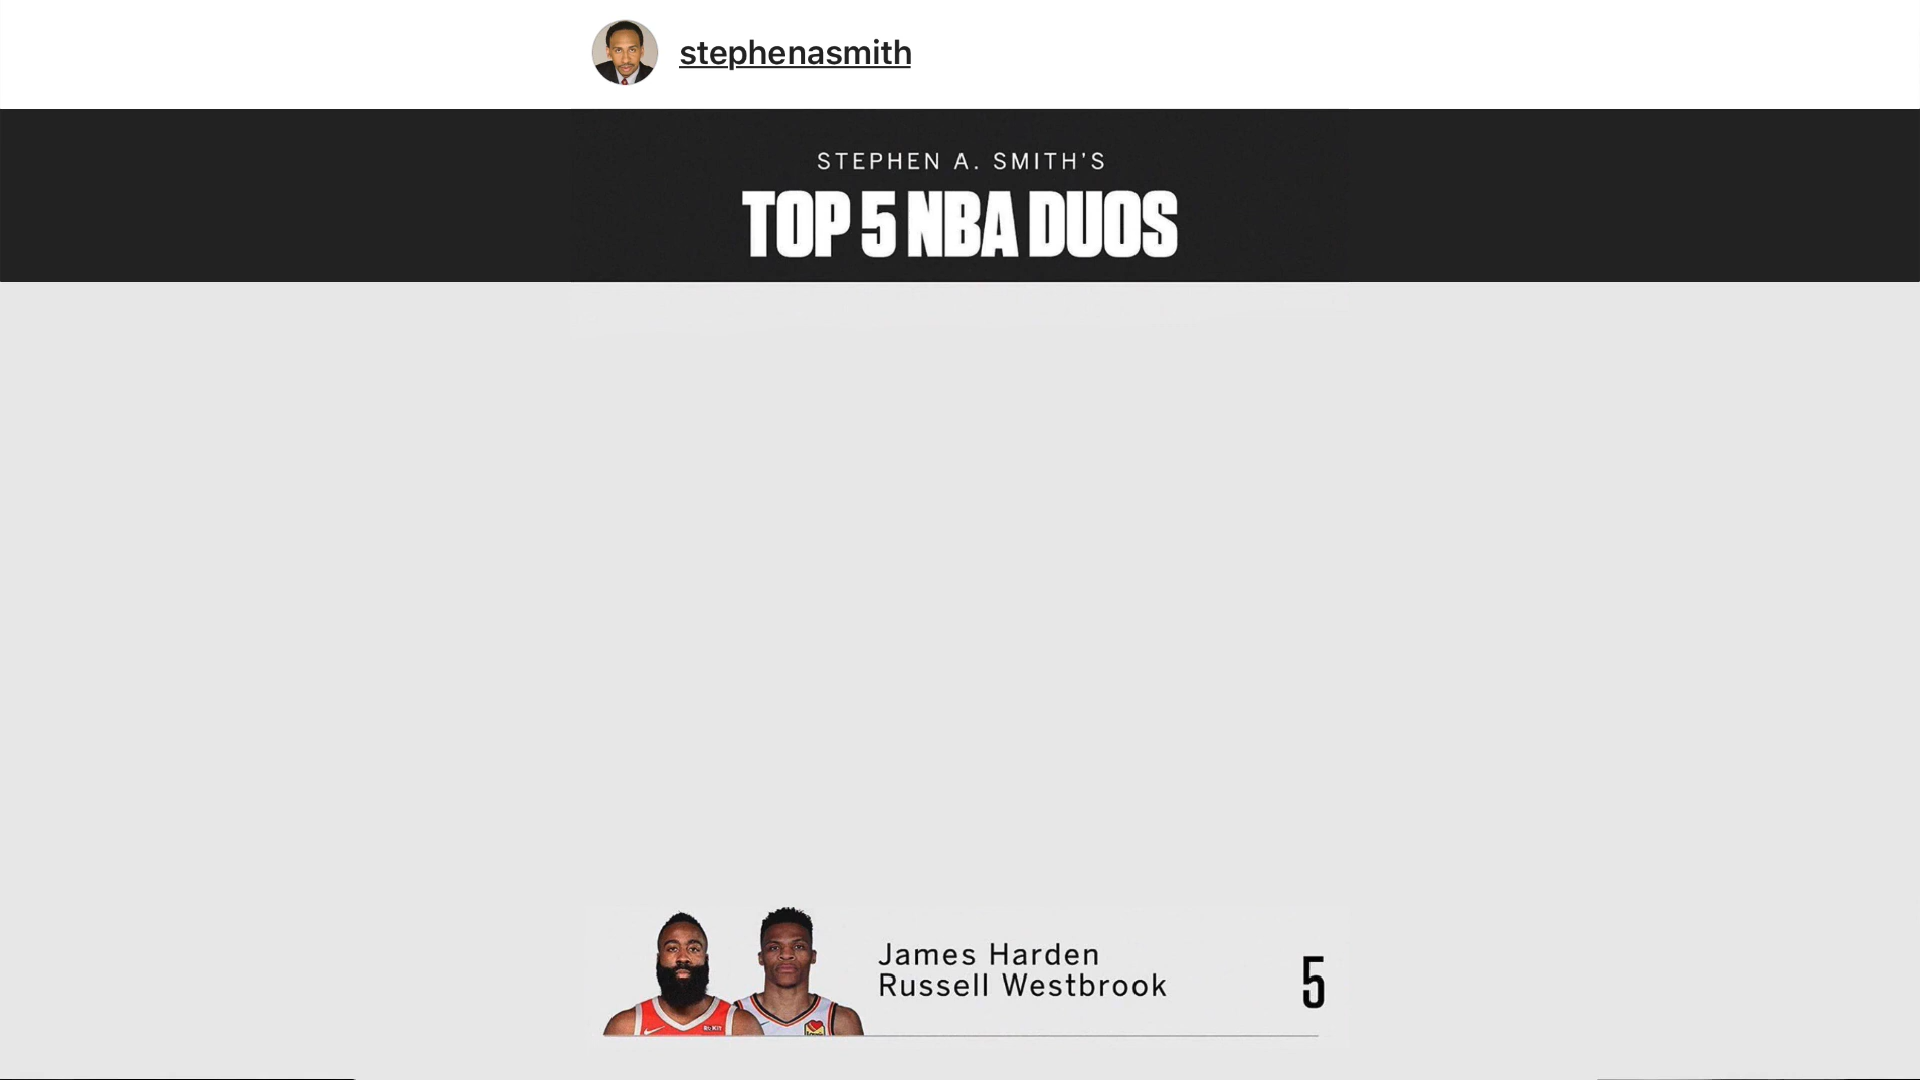 stephenasmith
STEPHEN A. SMITH'S
TOP 5 NBA DUOS
James Harden
Russell Westbrook
5